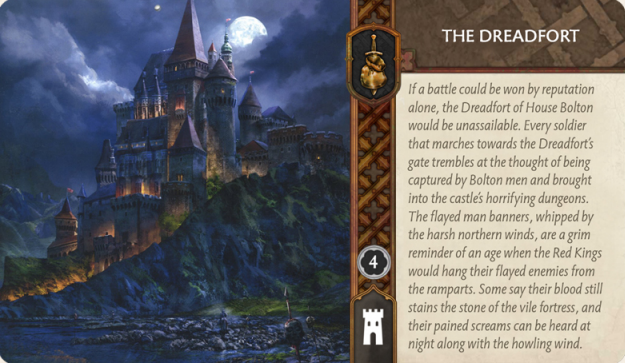 THE DREADFORT
If a battle could be won by reputation
alone, the Dreadfort of House Bolton
would be unassailable. Every soldier
that marches towards the Dreadfort's
gate trembles at the thought of being
captured by Bolton men and brought
into the castle's horrifying dungeons.
The flayed man banners, whipped by
the harsh northern winds, are a grim
reminder of an age when the Red Kings
would hang their flayed enemies from
the ramparts. Some say their blood still
stains the stone of the vile fortress, and
their pained screams can be heard at
night along with the howling wind.
4